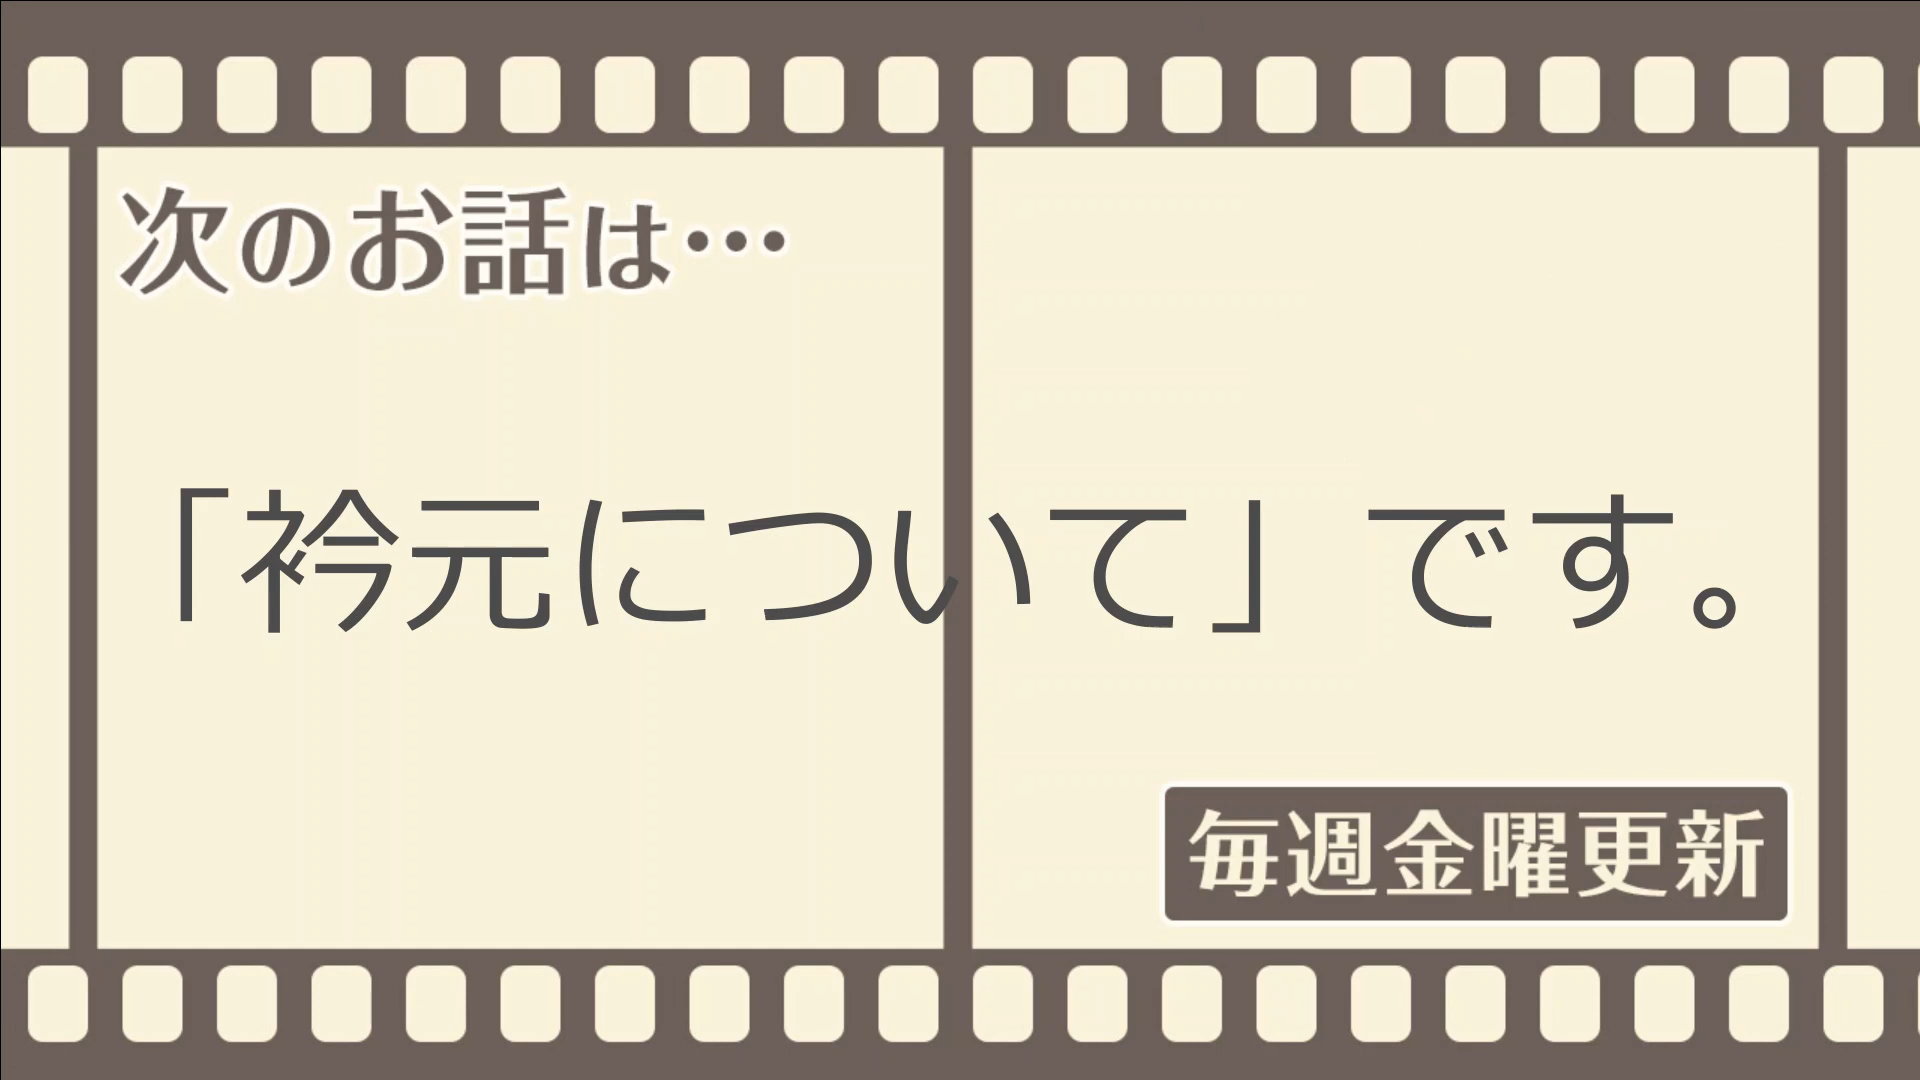 次のお話は…
「衿元について」です。
毎週金曜更新